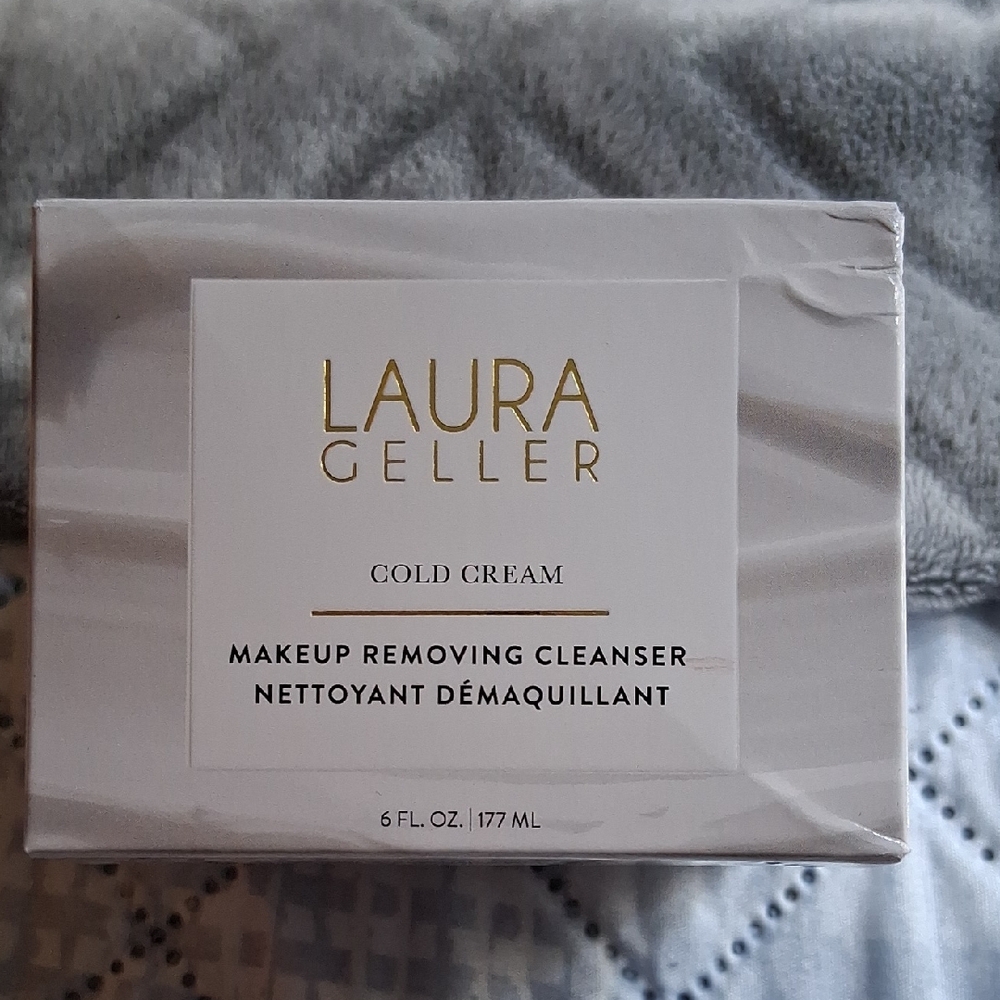 LAURA
GELLER
COLD CREAM
MAKEUP REMOVING CLEANSER
NETTOYANT DÉMAQUILLANT
6 FL. OZ. | 177 ML